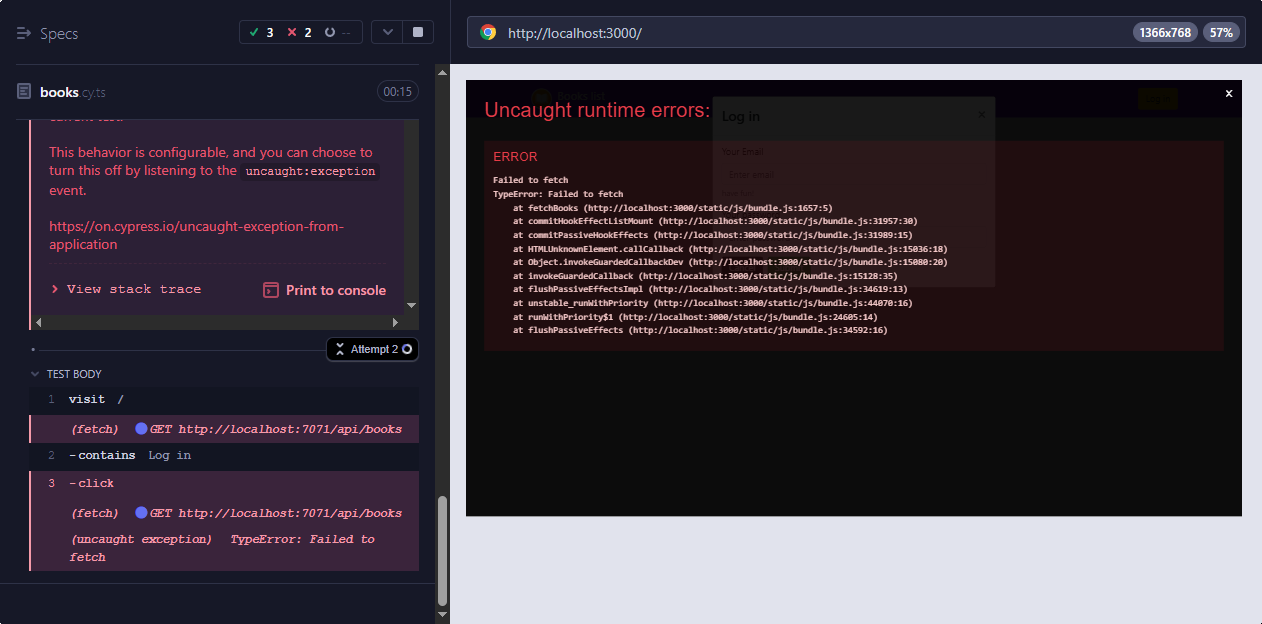 Specs
3
2
--
http://localhost:3000/
1366x768
57%
books.cy.ts
00:15
current test.
This behavior is configurable, and you can choose to
turn this off by listening to the uncaught:exception
event.
https://on.cypress.io/uncaught-exception-from-
application
View stack trace
Print to console
Attempt 2
TEST BODY
1 visit /
(fetch) GET http://localhost:7071/api/books
2 -contains Log in
3 -click
(fetch) GET http://localhost:7071/api/books
(uncaught exception) TypeError: Failed to
fetch
Uncaught runtime errors:
x
Log in
Your Email
Enter email
ERROR
Failed to fetch
TypeError: Failed to fetch
at fetchBooks (http://localhost:3000/static/js/bundle.js:1657:5)
at commitHookEffectListMount (http://localhost:3000/static/js/bundle.js:31957:30)
at commitPassiveHookEffects (http://localhost:3000/static/js/bundle.js:31989:15)
at HTMLUnknownElement.callCallback (http://localhost:3000/static/js/bundle.js:15036:18)
at Object.invokeGuardedCallbackDev (http://localhost:3000/static/js/bundle.js:15080:20)
at invokeGuardedCallback (http://localhost:3000/static/js/bundle.js:15128:35)
at flushPassiveEffectsImpl (http://localhost:3000/static/js/bundle.js:34619:13)
at unstable_runWithPriority (http://localhost:3000/static/js/bundle.js:44070:16)
at runWithPriority$1 (http://localhost:3000/static/js/bundle.js:24605:14)
at flushPassiveEffects (http://localhost:3000/static/js/bundle.js:34592:16)